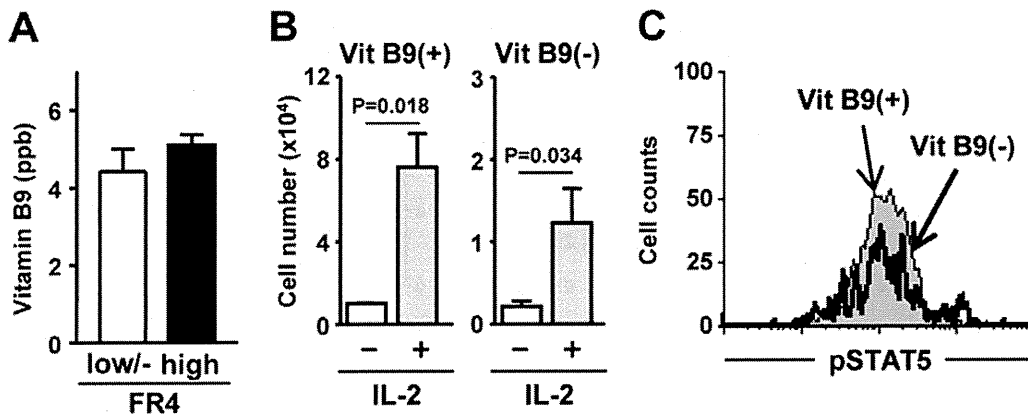 A
Vitamin B9 (ppb)
6
4
2
0
low/- high
FR4
B
Vit B9(+)
Vit B9(-)
Cell number (x10⁴)
12
8
4
0
P=0.018
− +
IL-2
3
2
1
0
P=0.034
− +
IL-2
C
Cell counts
100
75
50
25
0
Vit B9(+)
Vit B9(-)
pSTAT5